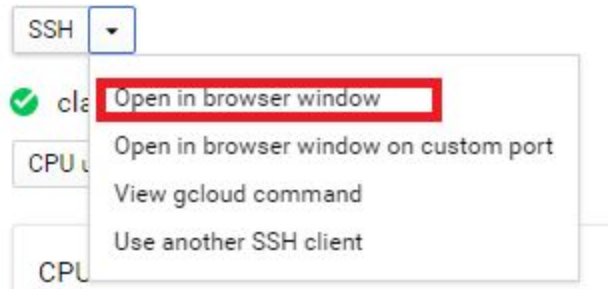 SSH
Open in browser window
Open in browser window on custom port
View gcloud command
Use another SSH client
CPU
CPU